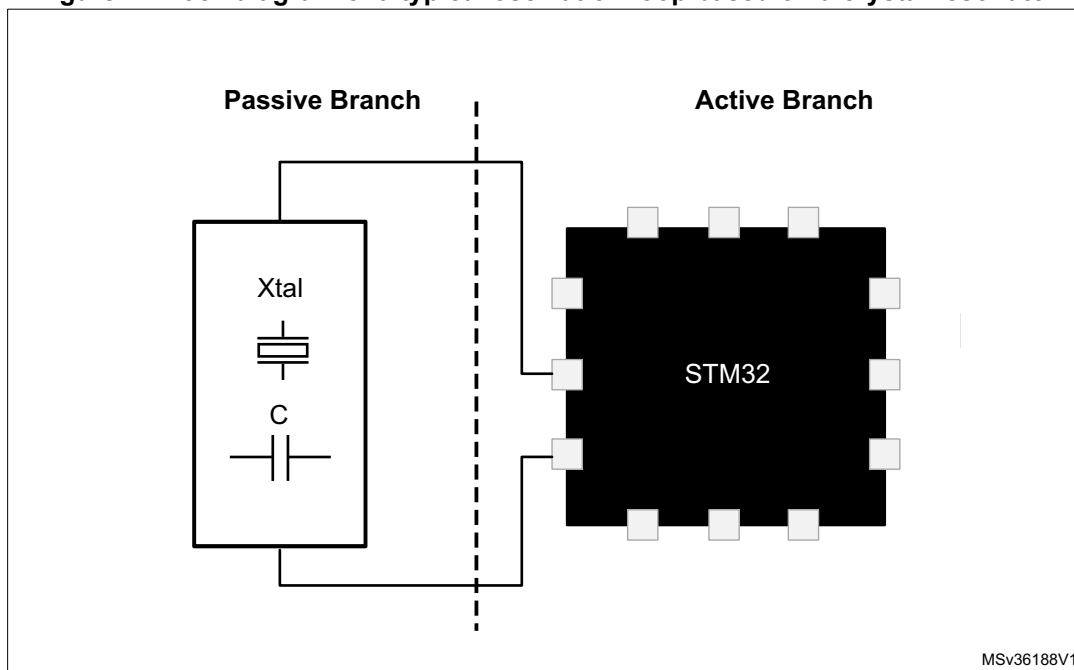 Passive Branch
Active Branch
Xtal
C
STM32
MSv36188V1